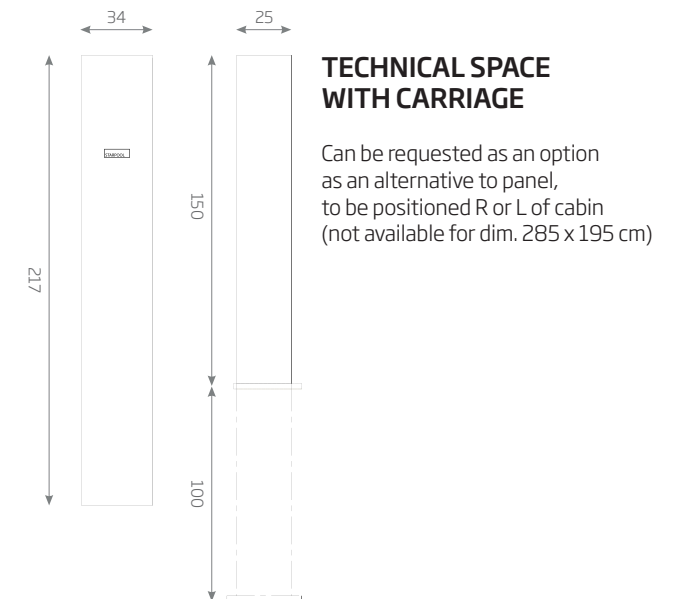 34
25
TECHNICAL SPACE
WITH CARRIAGE
Can be requested as an option
as an alternative to panel,
to be positioned R or L of cabin
(not available for dim. 285 x 195 cm)
STARPOOL
150
217
100